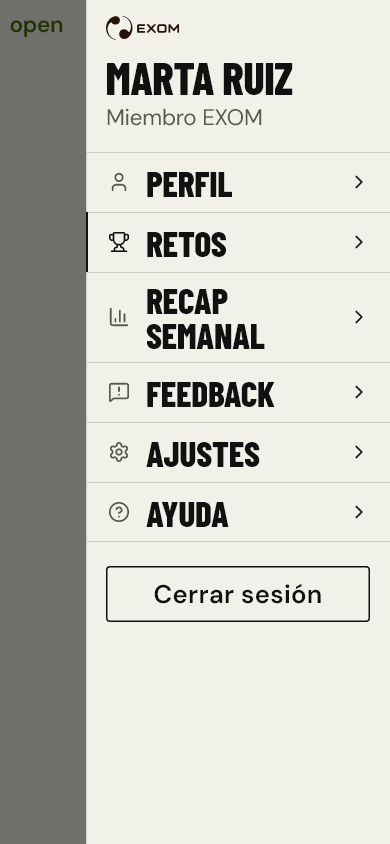 open
EXOM
MARTA RUIZ
Miembro EXOM
PERFIL
RETOS
RECAP
SEMANAL
FEEDBACK
AJUSTES
AYUDA
Cerrar sesión